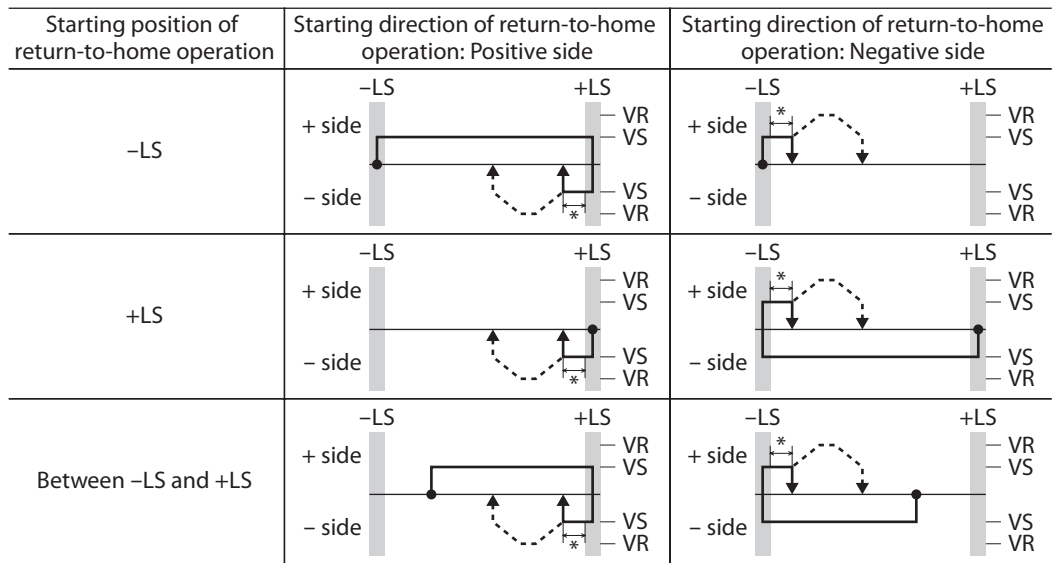 Starting position of
return-to-home operation
Starting direction of return-to-home
operation: Positive side
Starting direction of return-to-home
operation: Negative side
–LS
–LS +LS
+ side
VR
VS
– side
VS
VR
*
–LS +LS
*
+ side
VR
VS
– side
VS
VR
+LS
–LS +LS
+ side
VR
VS
– side
VS
VR
*
–LS +LS
*
+ side
VR
VS
– side
VS
VR
Between –LS and +LS
–LS +LS
+ side
VR
VS
– side
VS
VR
*
–LS +LS
*
+ side
VR
VS
– side
VS
VR